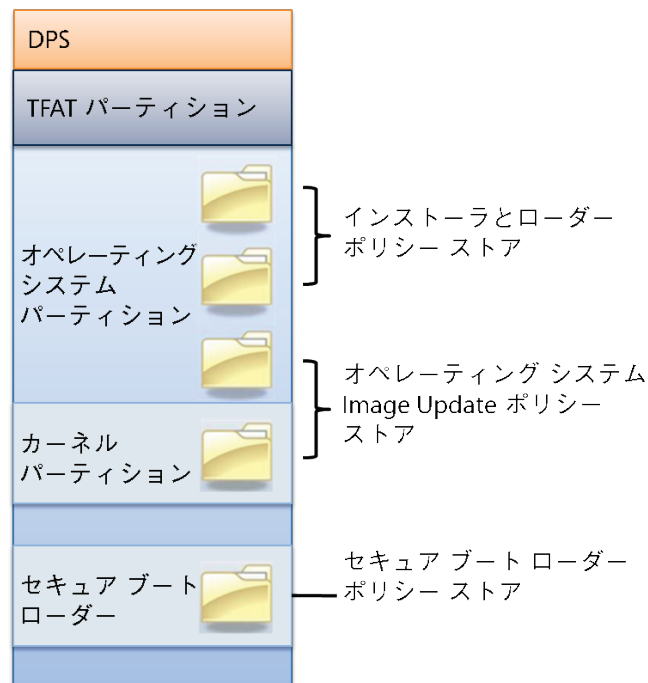 DPS
TFAT パーティション
オペレーティング
システム
パーティション
インストーラとローダー
ポリシー ストア
オペレーティング システム
Image Update ポリシー
ストア
カーネル
パーティション
セキュア ブート
ローダー
セキュア ブート ローダー
ポリシー ストア